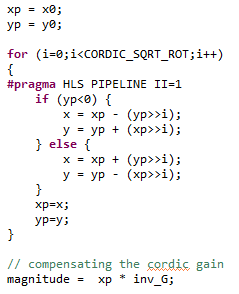 xp = x0;
yp = y0;

for (i=0;i<CORDIC_SQRT_ROT;i++)
{
#pragma HLS PIPELINE II=1
    if (yp<0) {
        x = xp - (yp>>i);
        y = yp + (xp>>i);
    } else {
        x = xp + (yp>>i);
        y = yp - (xp>>i);
    }
    xp=x;
    yp=y;
}

// compensating the cordic gain
magnitude =  xp * inv_G;